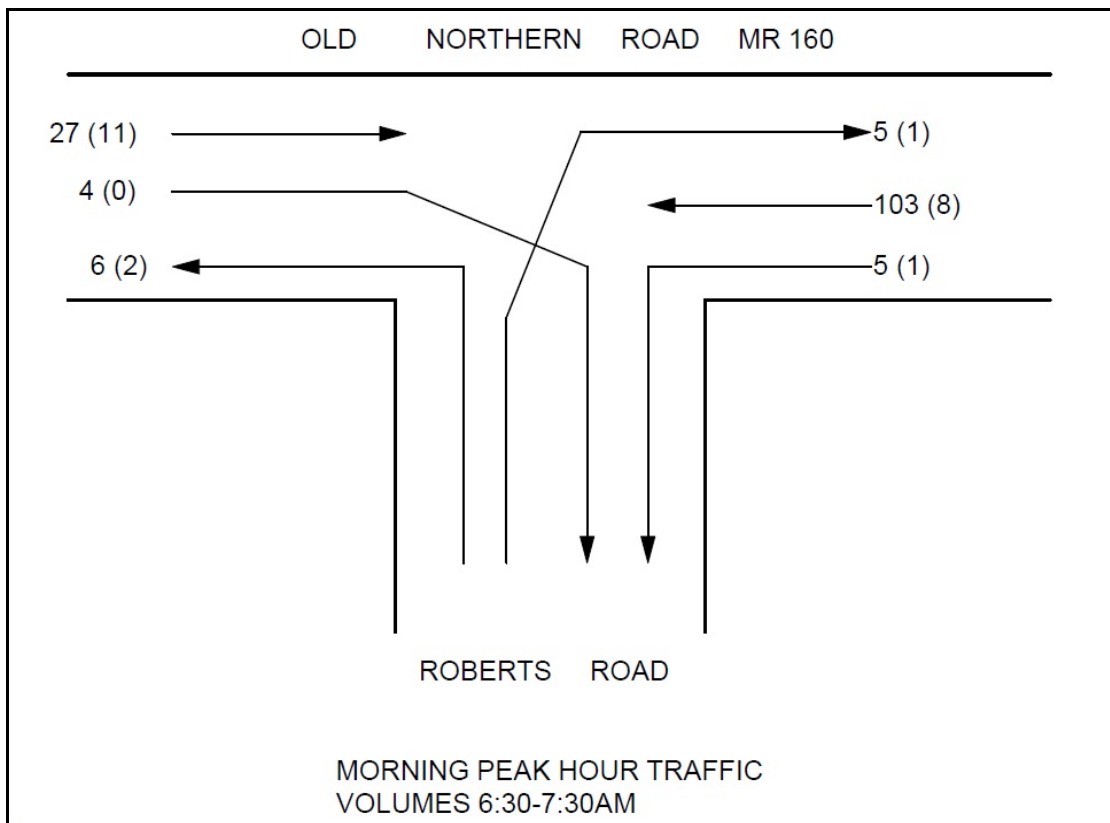 OLD NORTHERN ROAD MR 160
27 (11)
5 (1)
4 (0)
103 (8)
6 (2)
5 (1)
ROBERTS ROAD
MORNING PEAK HOUR TRAFFIC
VOLUMES 6:30-7:30AM